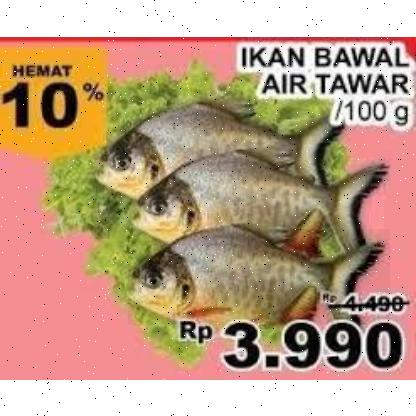 HEMAT
10%
IKAN BAWAL
AIR TAWAR
/100 g
Rp 4.490
Rp 3.990